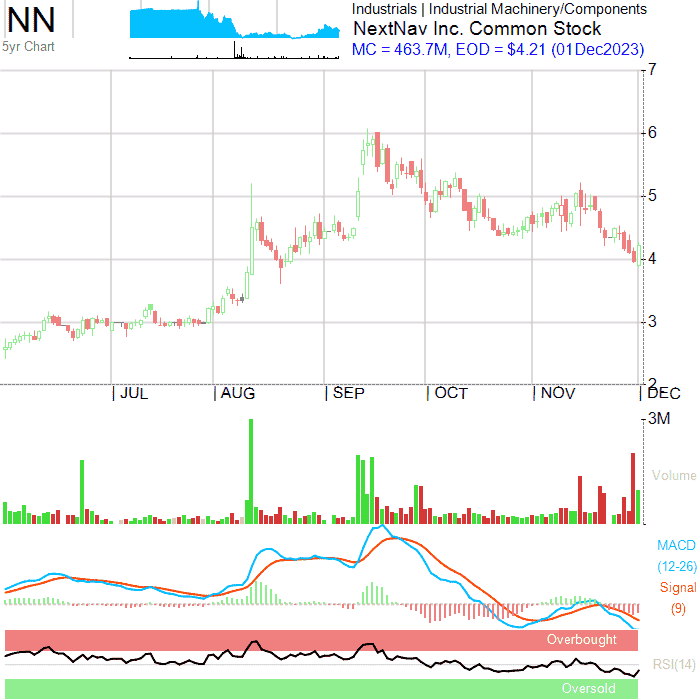 NN
5yr Chart
Industrials | Industrial Machinery/Components
NextNav Inc. Common Stock
MC = 463.7M, EOD = $4.21 (01Dec2023)
7
6
5
4
3
2
JUL
AUG
SEP
OCT
NOV
DEC
3M
Volume
MACD
(12-26)
Signal
(9)
Overbought
RSI(14)
Oversold